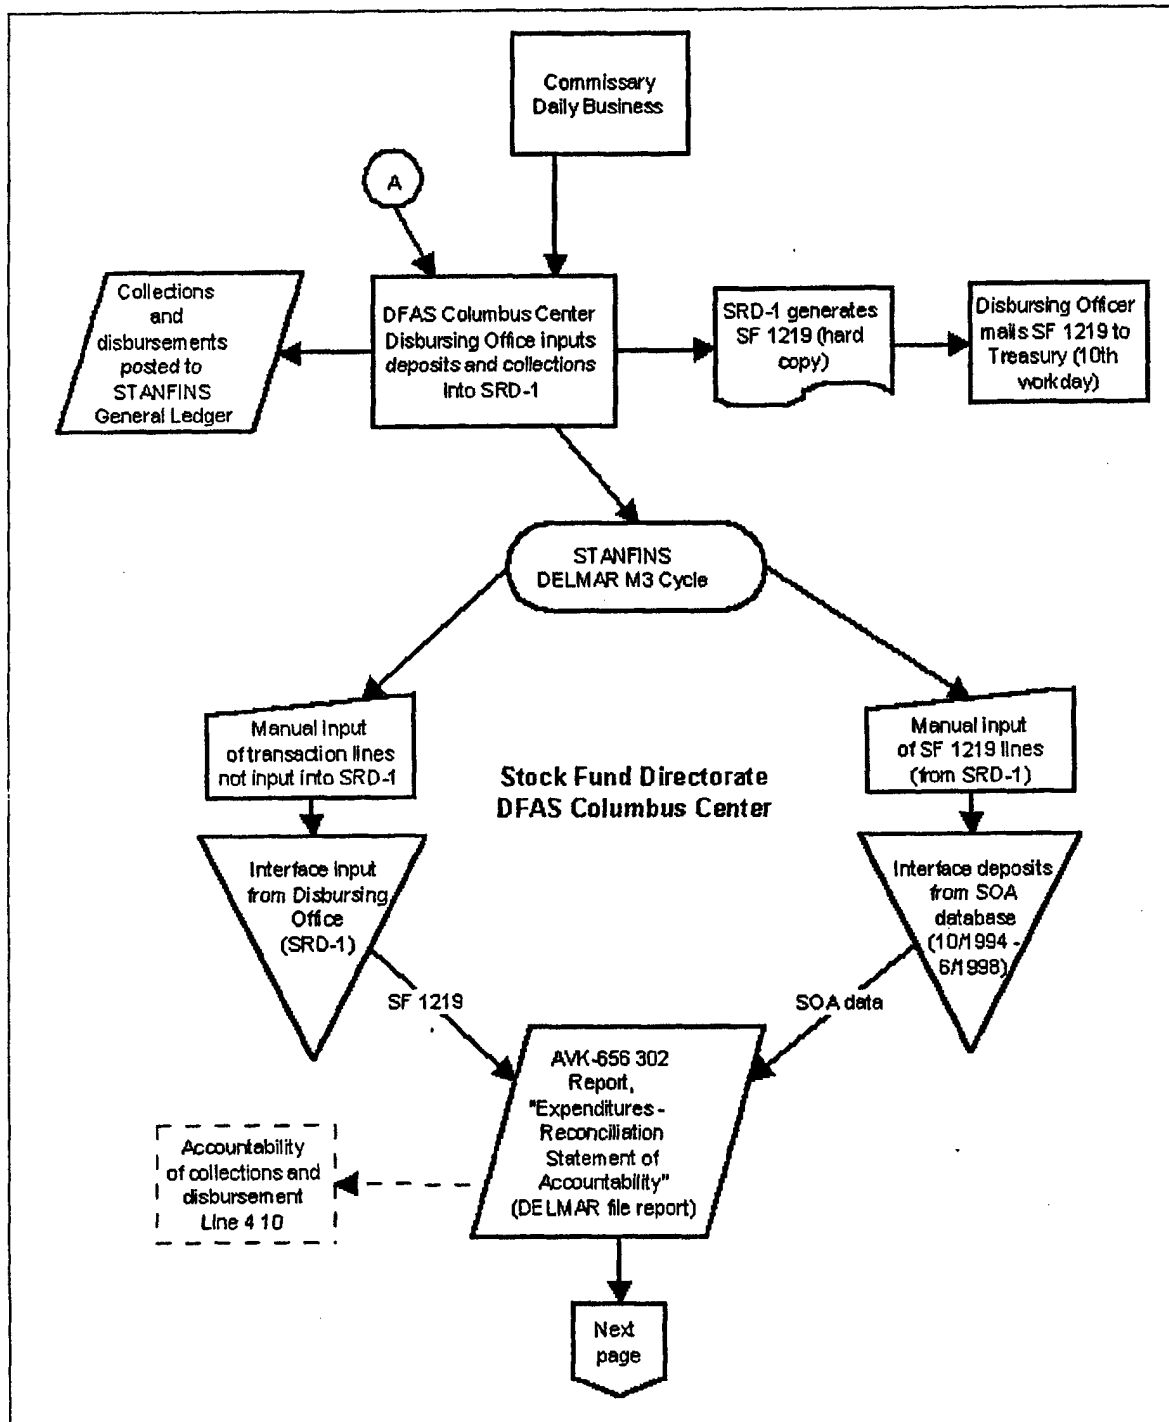 Commissary
Daily Business
A
Collections
and
disbursements
posted to
STANFINS
General Ledger
DFAS Columbus Center
Disbursing Office inputs
deposits and collections
into SRD-1
SRD-1 generates
SF 1219 (hard
copy)
Disbursing Officer
mails SF 1219 to
Treasury (10th
workday)
STANFINS
DELMAR M3 Cycle
Manual input
of transaction lines
not input into SRD-1
Manual input
of SF 1219 lines
(from SRD-1)
Stock Fund Directorate
DFAS Columbus Center
Interface input
from Disbursing
Office
(SRD-1)
Interface deposits
from SOA
database
(10/1994 -
6/1998)
SF 1219
SOA data
AVK-656 302
Report,
"Expenditures -
Reconciliation
Statement of
Accountability"
(DELMAR file report)
Accountability
of collections and
disbursement
Line 4 10
Next
page